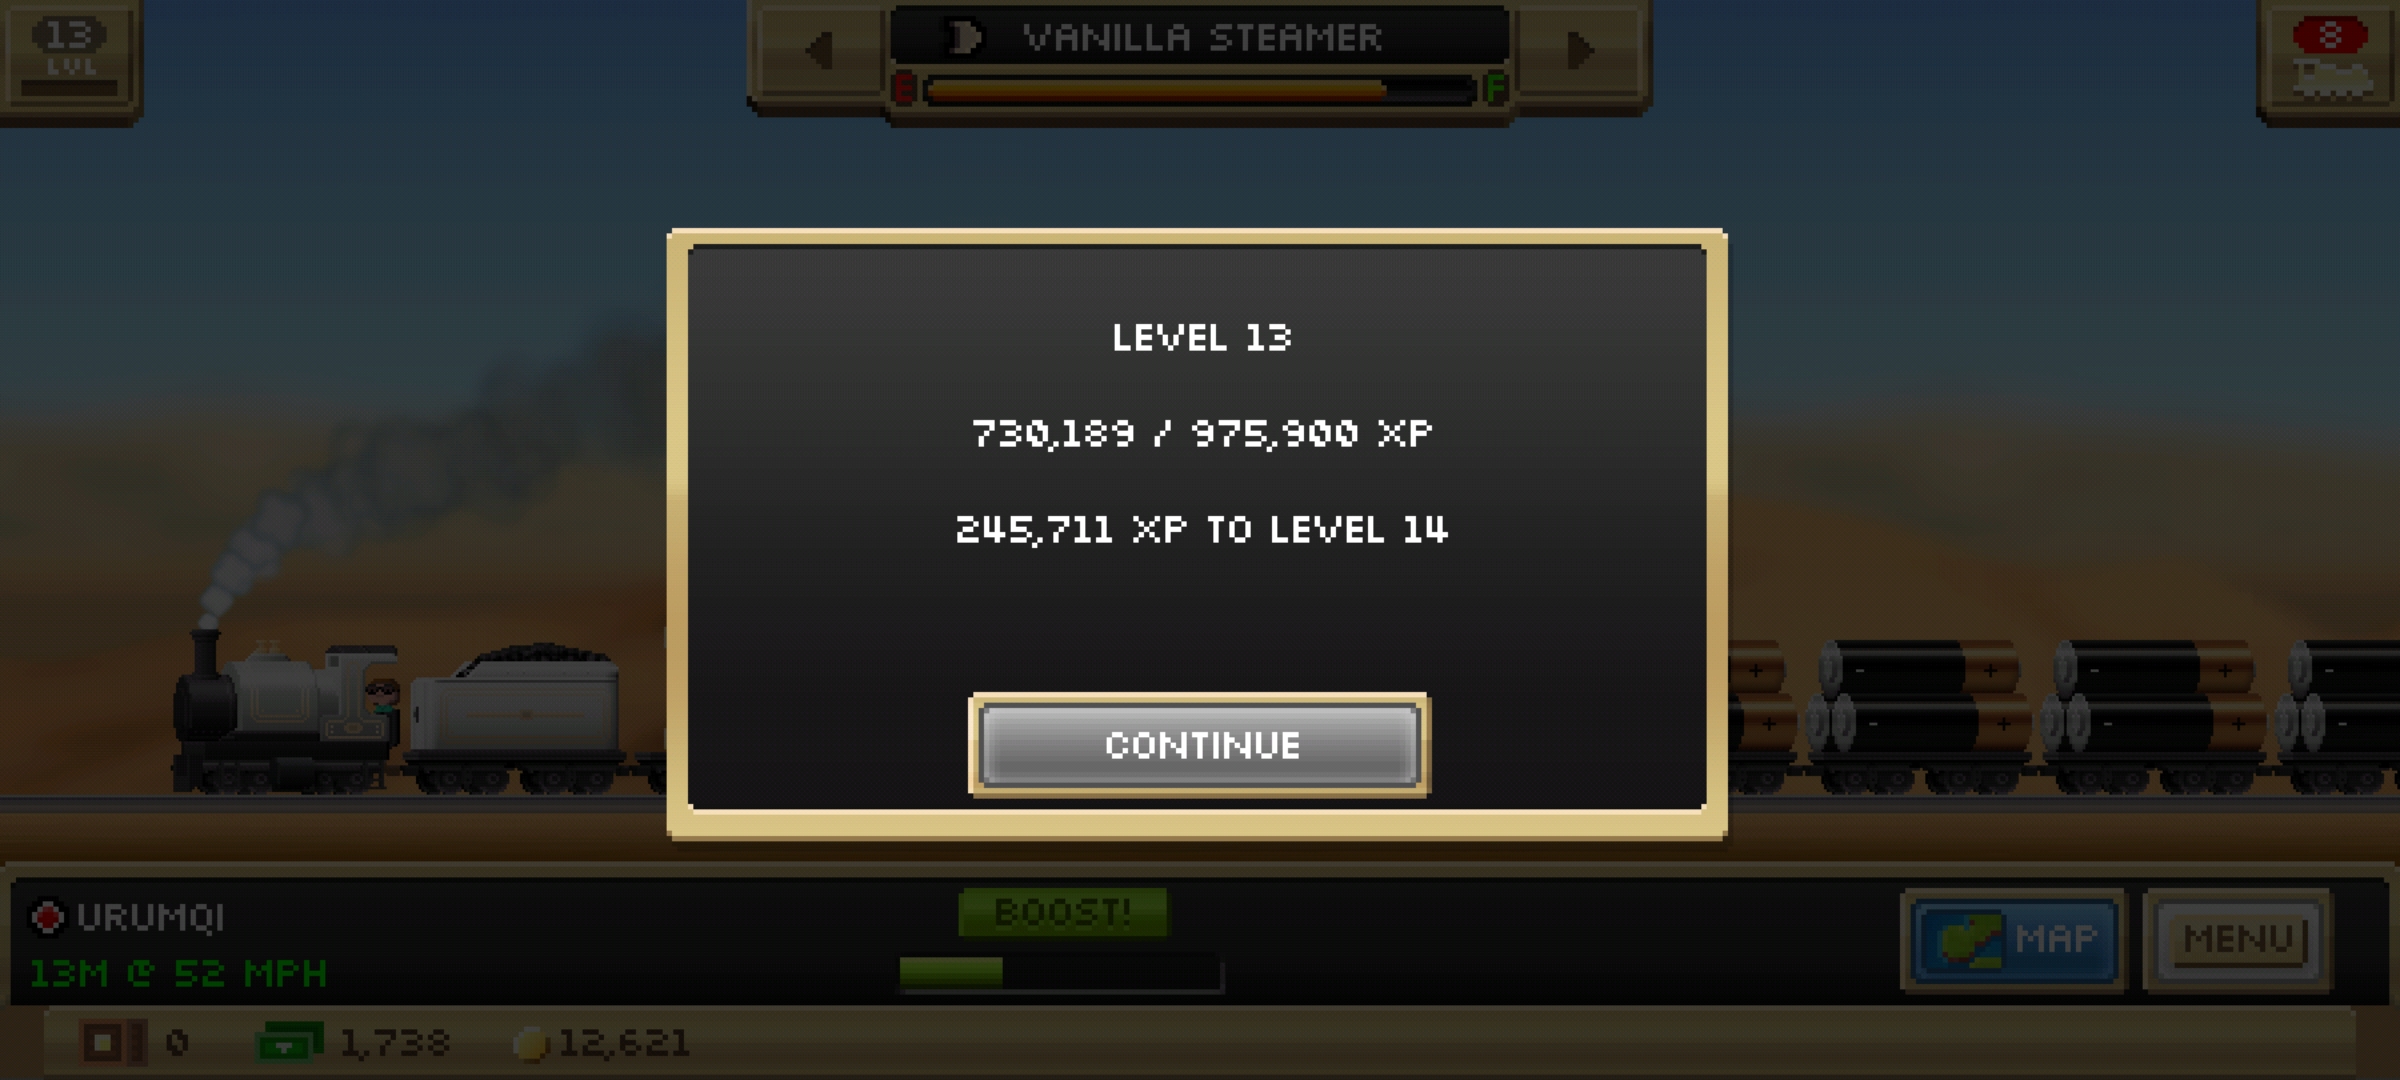 13
LVL
VANILLA STEAMER
E
F
8
LEVEL 13
730,189 / 975,900 XP
245,711 XP TO LEVEL 14
CONTINUE
URUMQI
13M @ 52 MPH
BOOST!
MAP
MENU
0
1,738
12,621